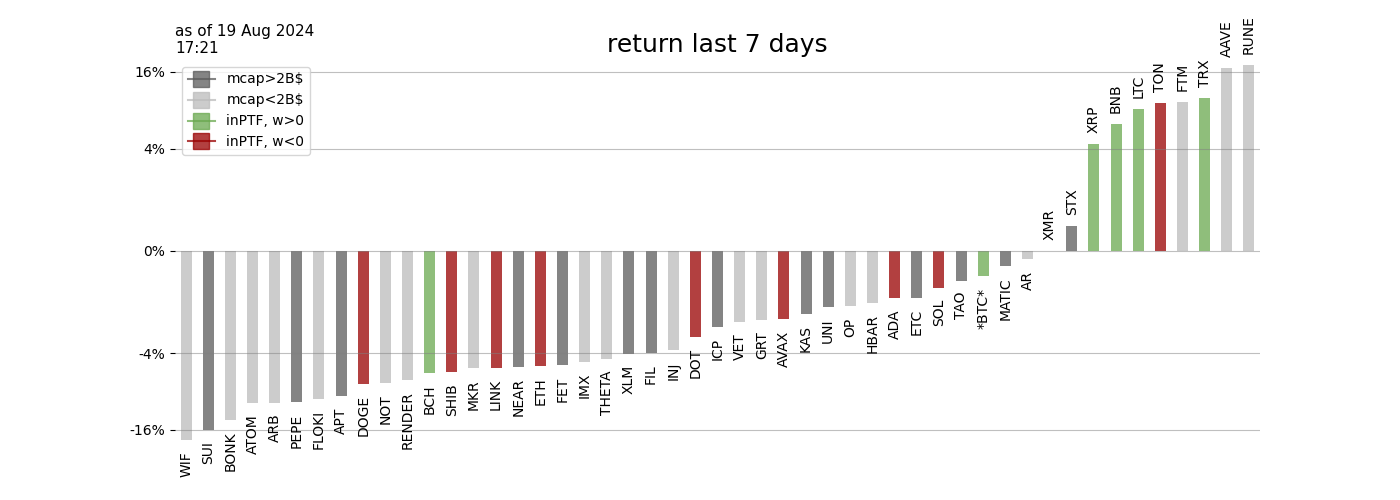 as of 19 Aug 2024
17:21
return last 7 days
mcap>2B$
mcap<2B$
inPTF, w>0
inPTF, w<0
16%
4%
0%
-4%
-16%
WIF
SUI
BONK
ATOM
ARB
PEPE
FLOKI
APT
DOGE
NOT
RENDER
BCH
SHIB
MKR
LINK
NEAR
ETH
FET
IMX
THETA
XLM
FIL
INJ
DOT
ICP
VET
GRT
AVAX
KAS
UNI
OP
HBAR
ADA
ETC
SOL
TAO
*BTC*
MATIC
AR
XMR
STX
XRP
BNB
LTC
TON
FTM
TRX
AAVE
RUNE